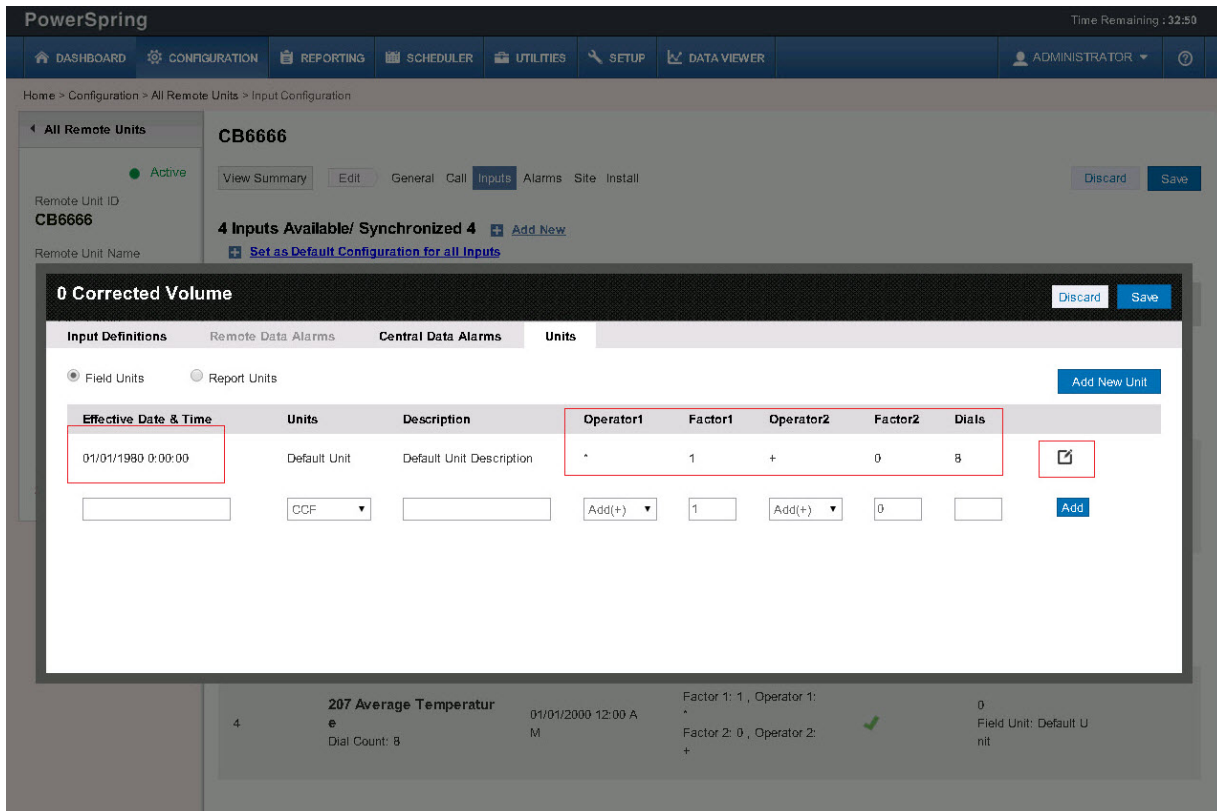 PowerSpring
Time Remaining : 32:50
DASHBOARD CONFIGURATION REPORTING SCHEDULER UTILITIES SETUP DATA VIEWER ADMINISTRATOR
Home > Configuration > All Remote Units > Input Configuration
All Remote Units
Active
Remote Unit ID
CB6666
Remote Unit Name
CB6666
View Summary Edit General Call Inputs Alarms Site Install Discard Save
4 Inputs Available/ Synchronized 4 Add New
Set as Default Configuration for all Inputs
0 Corrected Volume Discard Save
Input Definitions Remote Data Alarms Central Data Alarms Units
Field Units Report Units Add New Unit
Effective Date & Time Units Description Operator1 Factor1 Operator2 Factor2 Dials
01/01/1980 0:00:00 Default Unit Default Unit Description * 1 + 0 8
CCF Add(+) 1 Add(+) 0 Add
4
207 Average Temperatur
e
Dial Count: 8
01/01/2000 12:00 A
M
Factor 1: 1 , Operator 1:
*
Factor 2: 0 , Operator 2:
+
0
Field Unit: Default U
nit